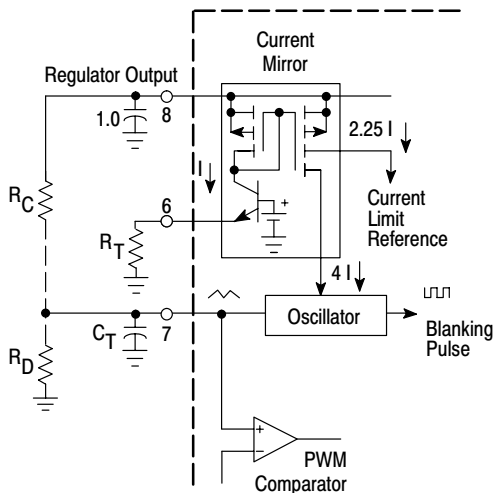 Current
Mirror
Regulator Output
1.0
8
2.25 I
I
R_C
6
Current
Limit
Reference
R_T
4 I
+
Oscillator
C_T
7
Blanking
Pulse
R_D
+
−
PWM
Comparator